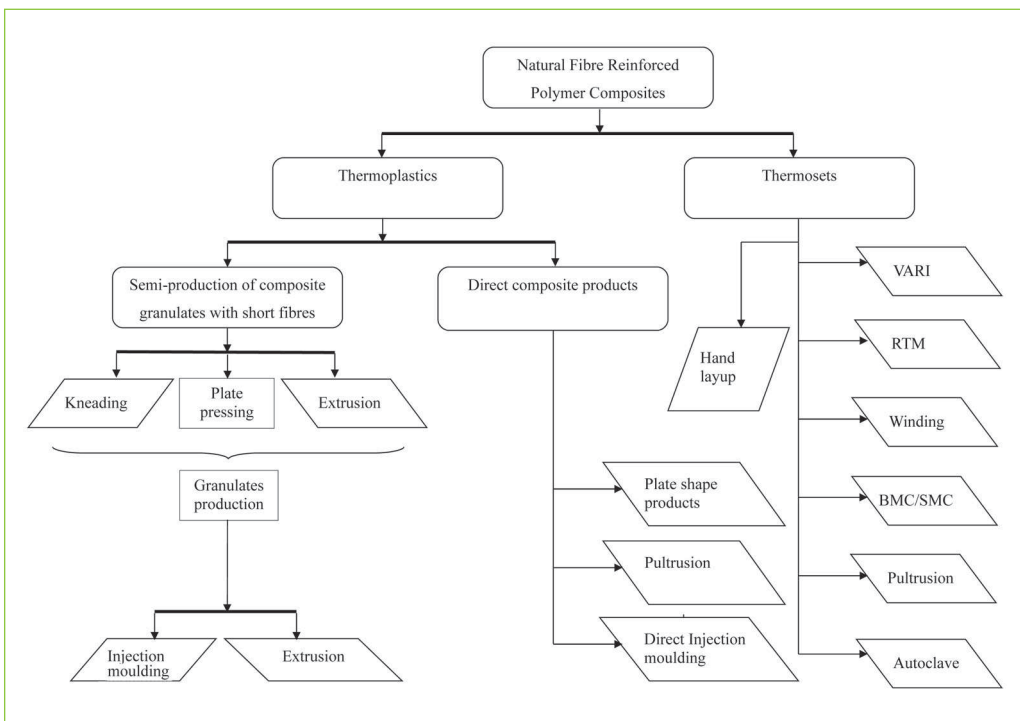 Natural Fibre Reinforced
Polymer Composites
Thermoplastics
Thermosets
Semi-production of composite
granulates with short fibres
Direct composite products
VARI
RTM
Hand
layup
Kneading
Plate
pressing
Extrusion
Winding
Granulates
production
Plate shape
products
BMC/SMC
Pultrusion
Pultrusion
Injection
moulding
Extrusion
Direct Injection
moulding
Autoclave